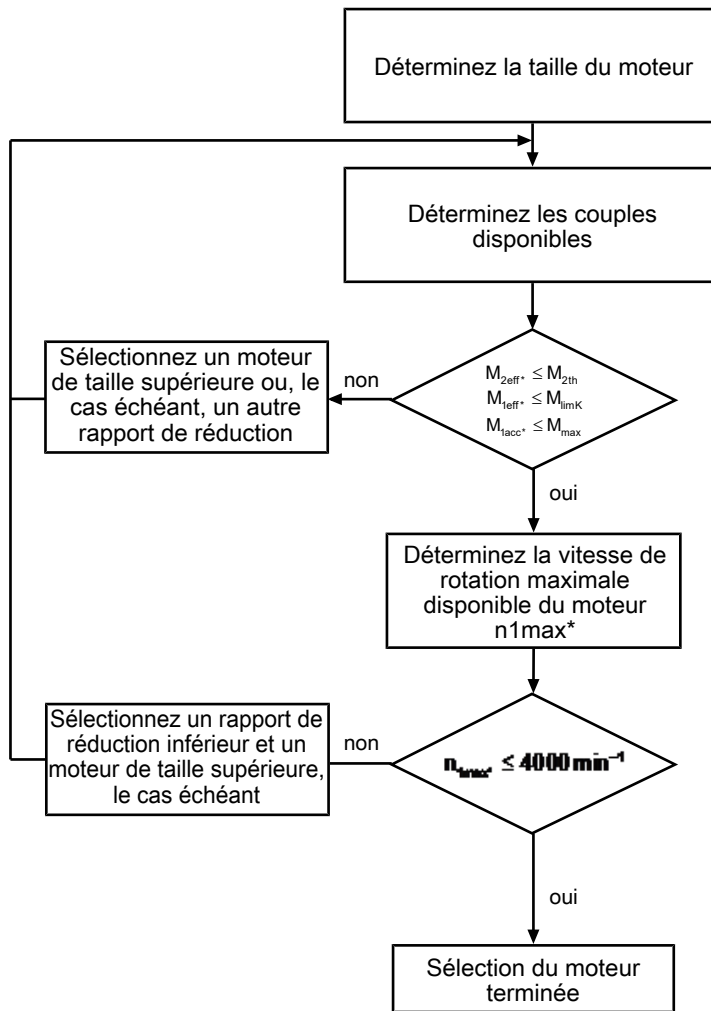 Déterminez la taille du moteur
Déterminez les couples
disponibles
Sélectionnez un moteur
de taille supérieure ou, le
cas échéant, un autre
rapport de réduction
non
M2eff* ≤ M2th
M1eff* ≤ MlimK
M1acc* ≤ Mmax
oui
Déterminez la vitesse de
rotation maximale
disponible du moteur
n1max*
Sélectionnez un rapport de
réduction inférieur et un
moteur de taille supérieure,
le cas échéant
non
n1max* ≤ 4000 min⁻¹
oui
Sélection du moteur
terminée